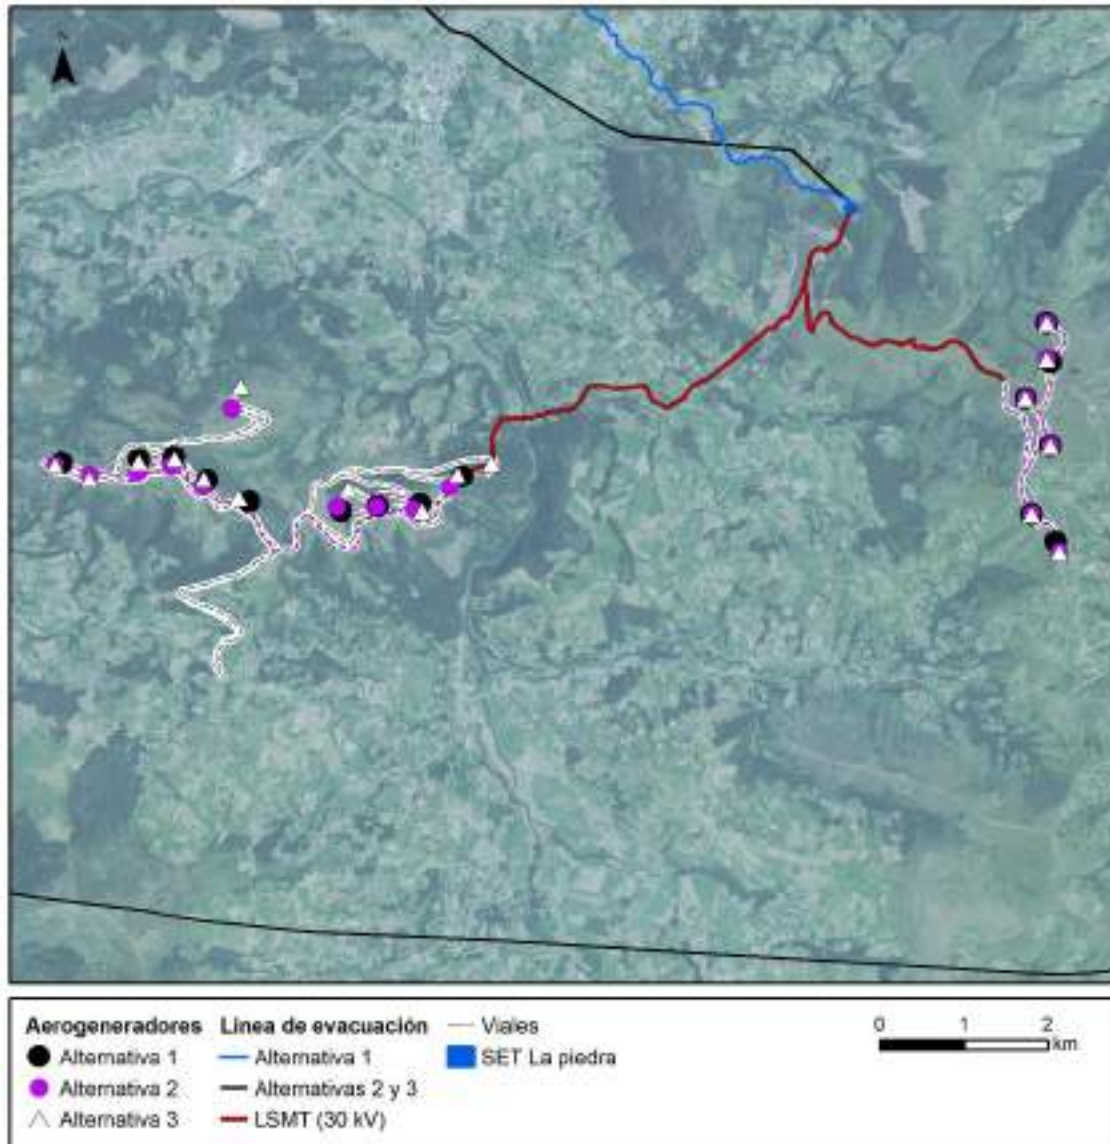 N
Aerogeneradores
Alternativa 1
Alternativa 2
Alternativa 3
Linea de evacuación
Alternativa 1
Alternativas 2 y 3
LSMT (30 kV)
Viales
SET La piedra
0 1 2
km